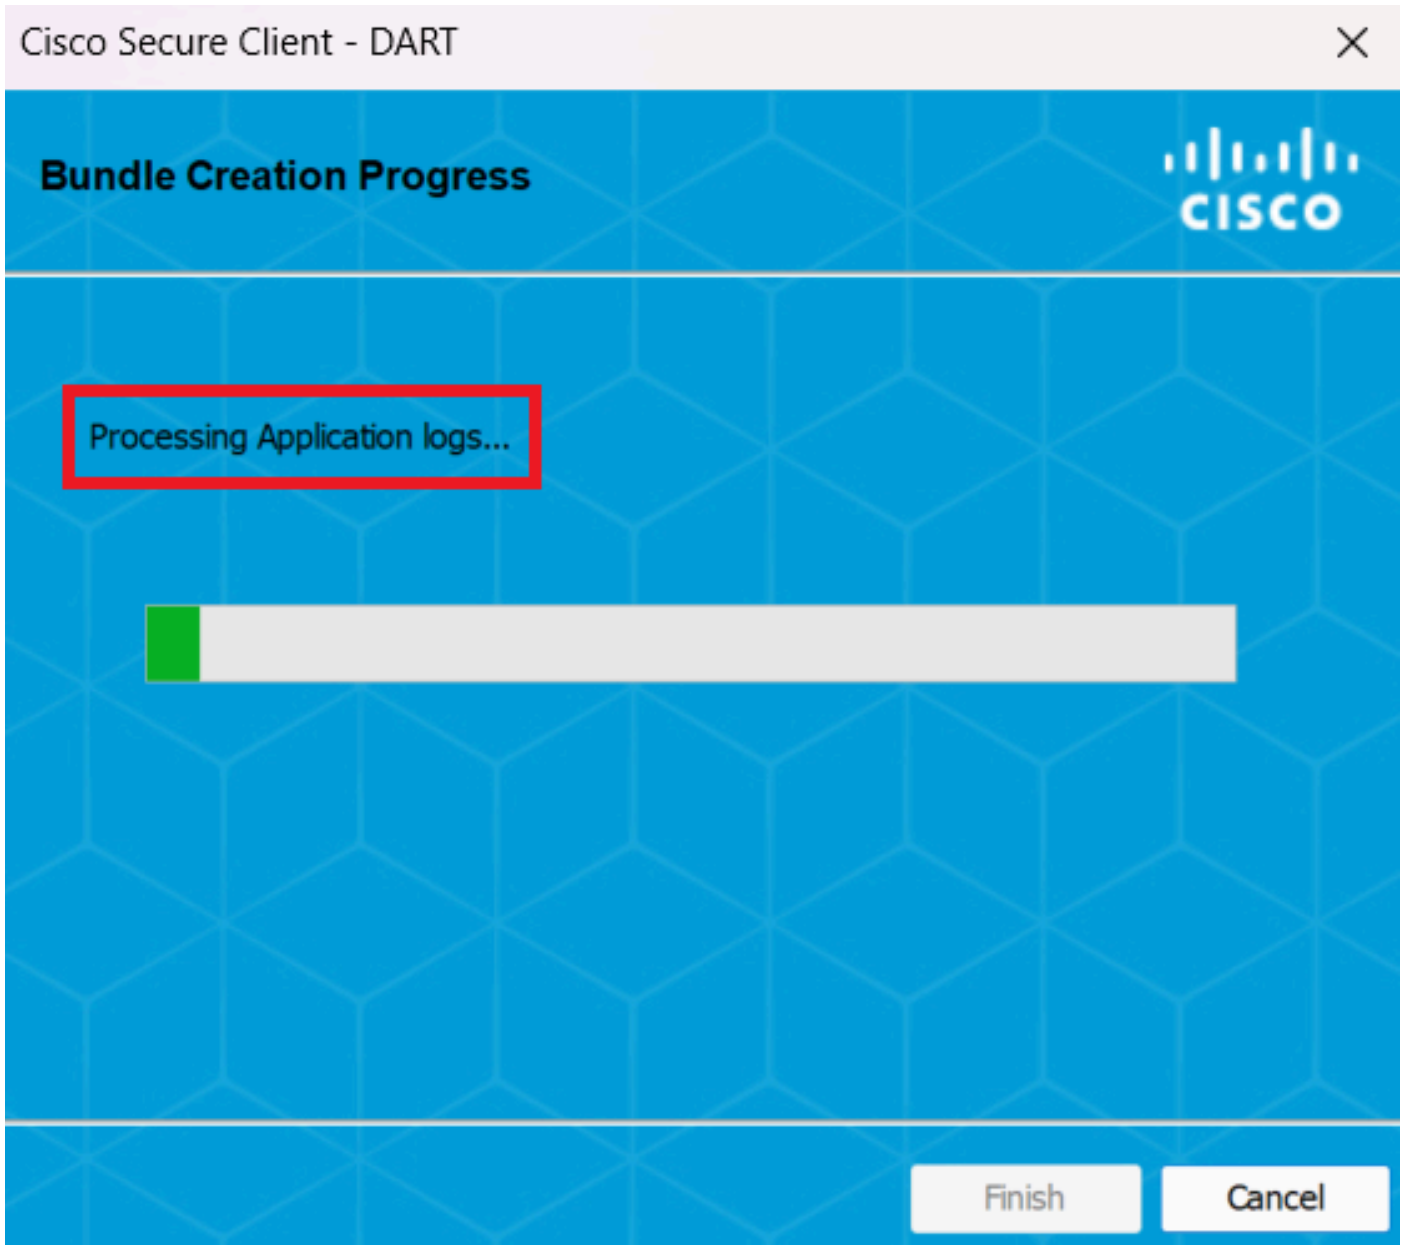 Cisco Secure Client - DART
Bundle Creation Progress
CISCO
Processing Application logs...
Finish
Cancel